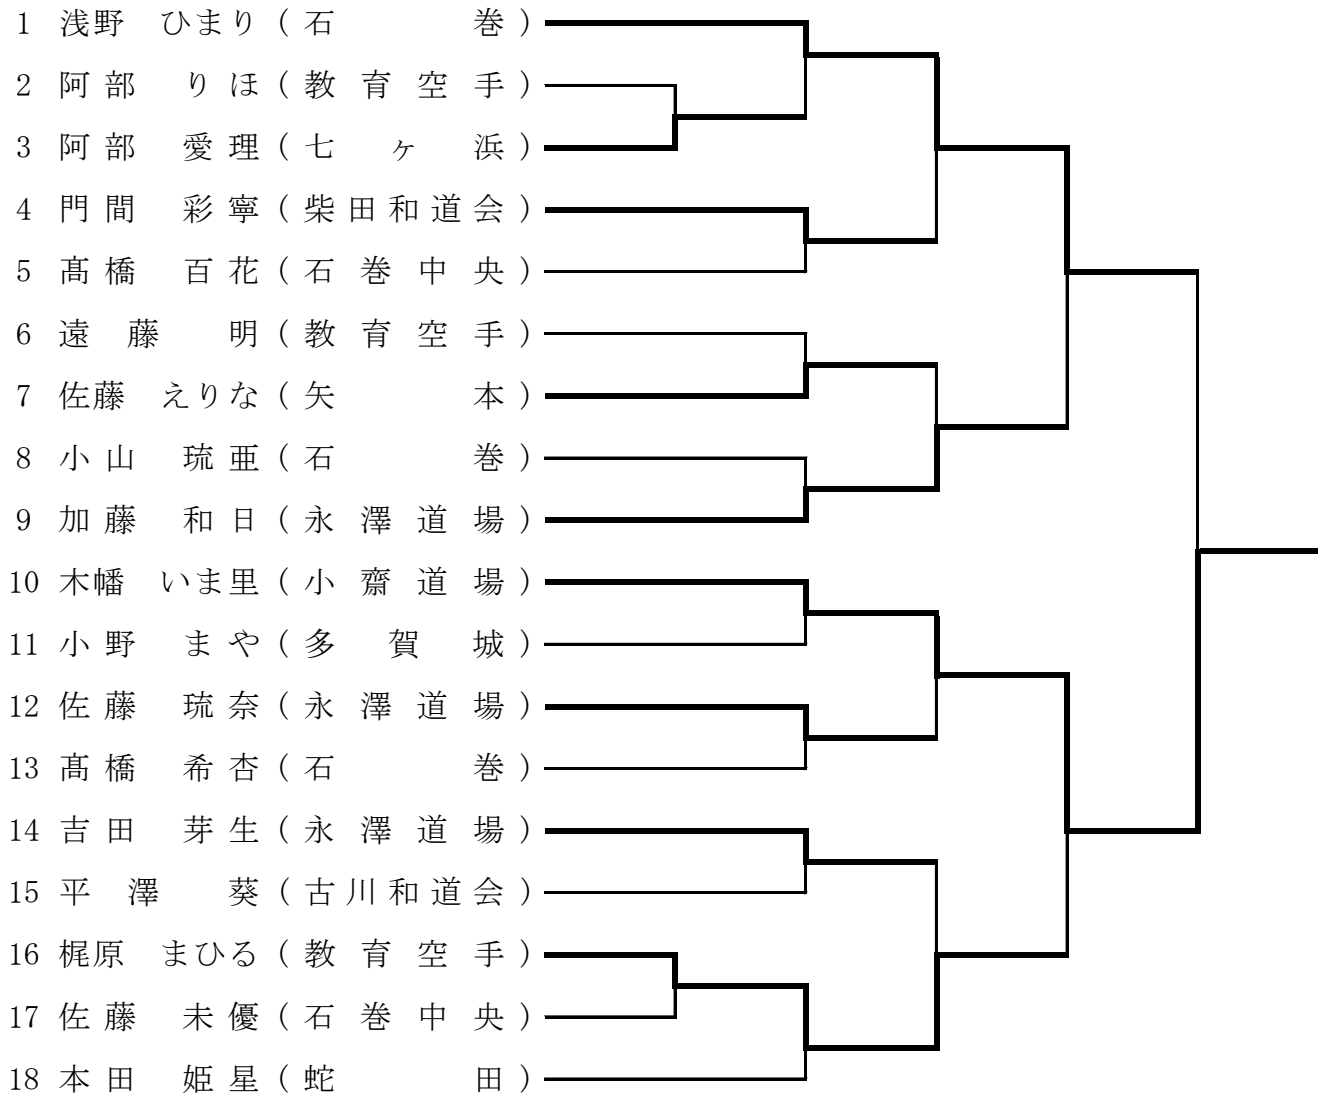 1 浅野 ひまり ( 石 巻 )
2 阿部 りほ ( 教育空手 )
3 阿部 愛理 ( 七ヶ浜 )
4 門間 彩寧 ( 柴田和道会 )
5 髙橋 百花 ( 石巻中央 )
6 遠藤 明 ( 教育空手 )
7 佐藤 えりな ( 矢本 )
8 小山 琉亜 ( 石巻 )
9 加藤 和日 ( 永澤道場 )
10 木幡 いま里 ( 小齋道場 )
11 小野 まや ( 多賀城 )
12 佐藤 琉奈 ( 永澤道場 )
13 髙橋 希杏 ( 石巻 )
14 吉田 芽生 ( 永澤道場 )
15 平澤 葵 ( 古川和道会 )
16 梶原 まひる ( 教育空手 )
17 佐藤 未優 ( 石巻中央 )
18 本田 姫星 ( 蛇田 )